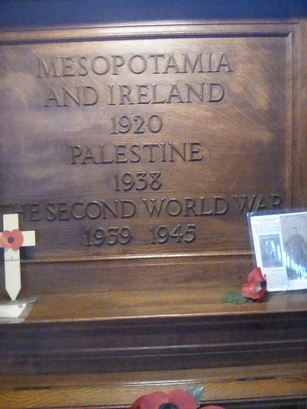 MESOPOTAMIA
AND IRELAND
1920
PALESTINE
1938
THE SECOND WORLD WAR
1939 1945